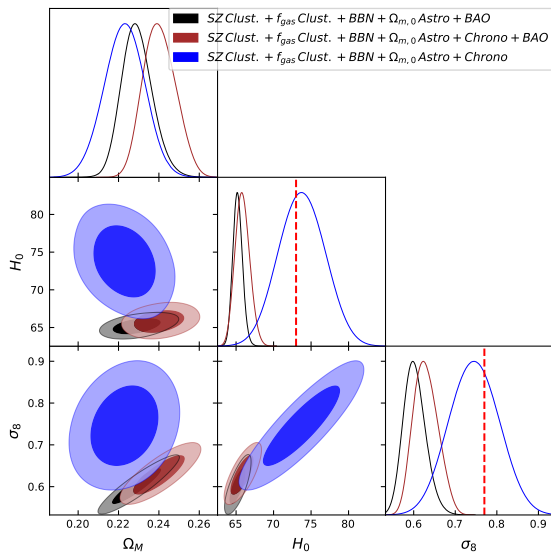 SZ Clust. + f_gas Clust. + BBN + Ω_m,0 Astro + BAO
SZ Clust. + f_gas Clust. + BBN + Ω_m,0 Astro + Chrono + BAO
SZ Clust. + f_gas Clust. + BBN + Ω_m,0 Astro + Chrono
80
75
70
65
H_0
0.9
0.8
0.7
0.6
σ_8
0.20 0.22 0.24 0.26
65 70 75 80
0.6 0.7 0.8 0.9
Ω_M H_0 σ_8